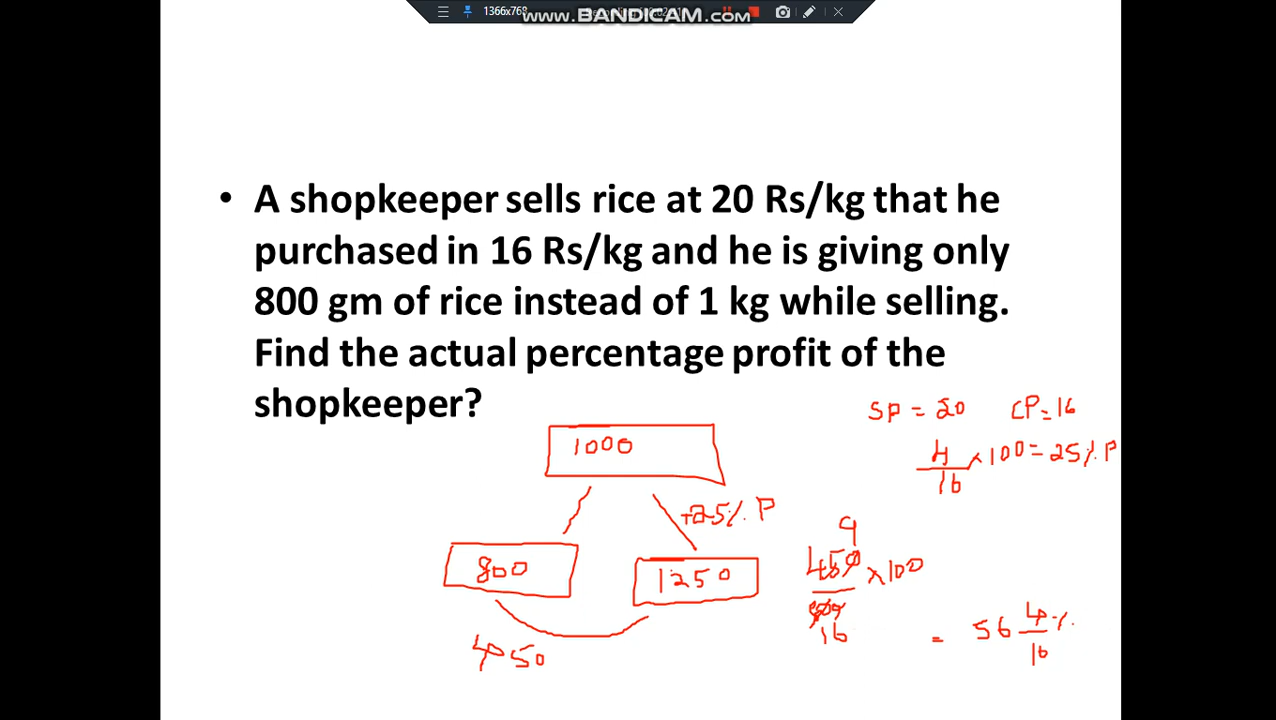 1366x768
www.BANDICAM.com
• A shopkeeper sells rice at 20 Rs/kg that he
purchased in 16 Rs/kg and he is giving only
800 gm of rice instead of 1 kg while selling.
Find the actual percentage profit of the
shopkeeper?
SP = 20 CP = 16
4/16 × 100 = 25 % P
1000
+25 % P
800
1250
450
9
450/800 × 100
16
= 56 4/16 %